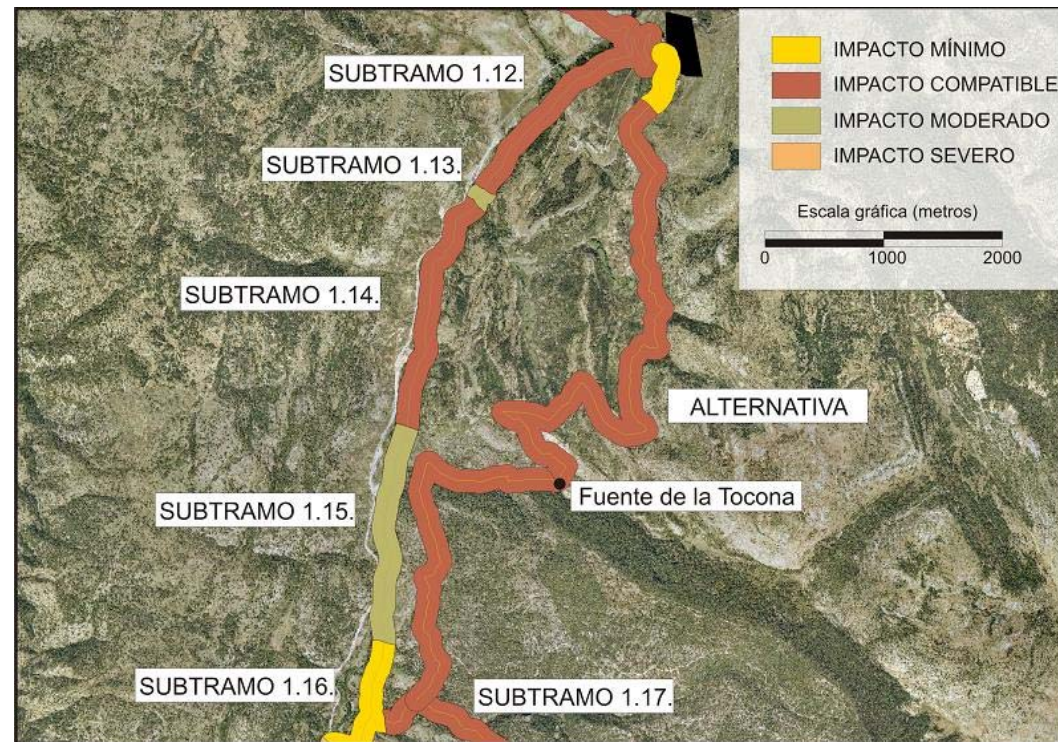 SUBTRAMO 1.12.
SUBTRAMO 1.13.
SUBTRAMO 1.14.
SUBTRAMO 1.15.
SUBTRAMO 1.16.
SUBTRAMO 1.17.
ALTERNATIVA
Fuente de la Tocona
IMPACTO MÍNIMO
IMPACTO COMPATIBLE
IMPACTO MODERADO
IMPACTO SEVERO
Escala gráfica (metros)
0 1000 2000